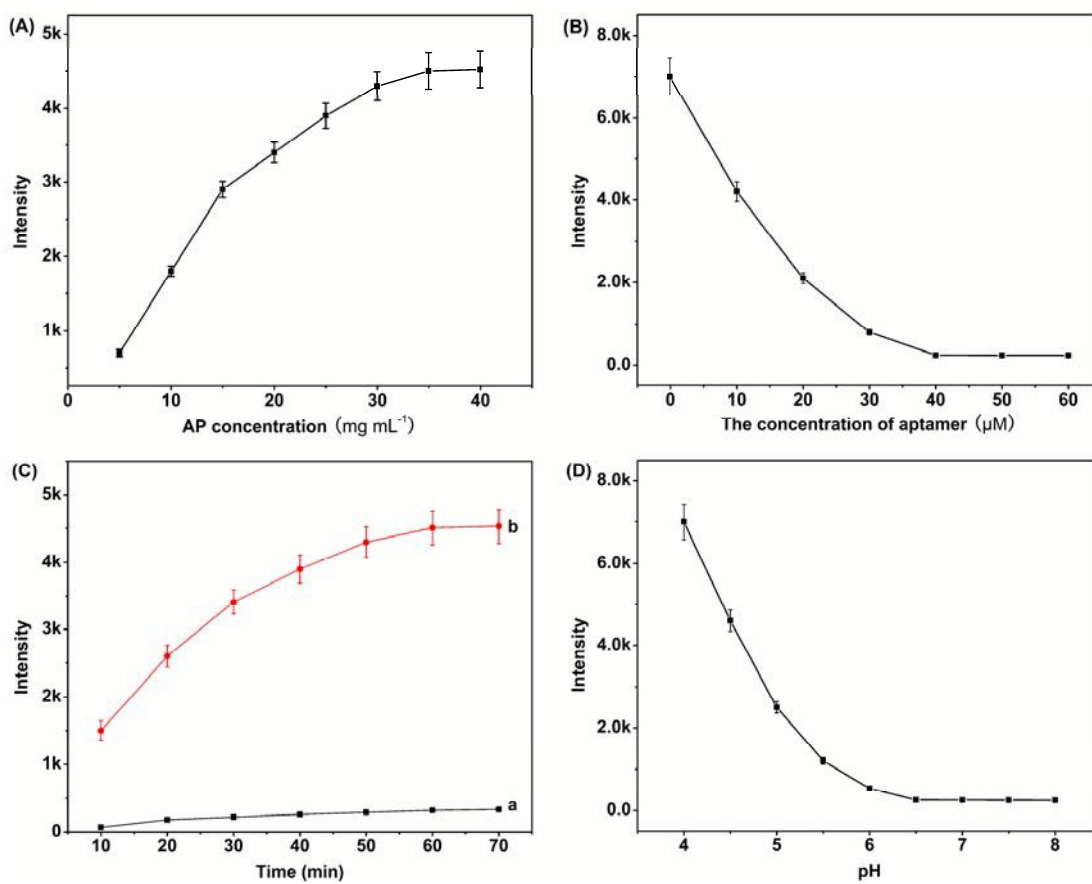 (A)
5k
4k
3k
2k
1k
Intensity
0 10 20 30 40
AP concentration (mg mL⁻¹)
(B)
8.0k
6.0k
4.0k
2.0k
0.0
Intensity
0 10 20 30 40 50 60
The concentration of aptamer (μM)
(C)
5k
4k
3k
2k
1k
0
Intensity
b
a
10 20 30 40 50 60 70
Time (min)
(D)
8.0k
6.0k
4.0k
2.0k
0.0
Intensity
4 5 6 7 8
pH